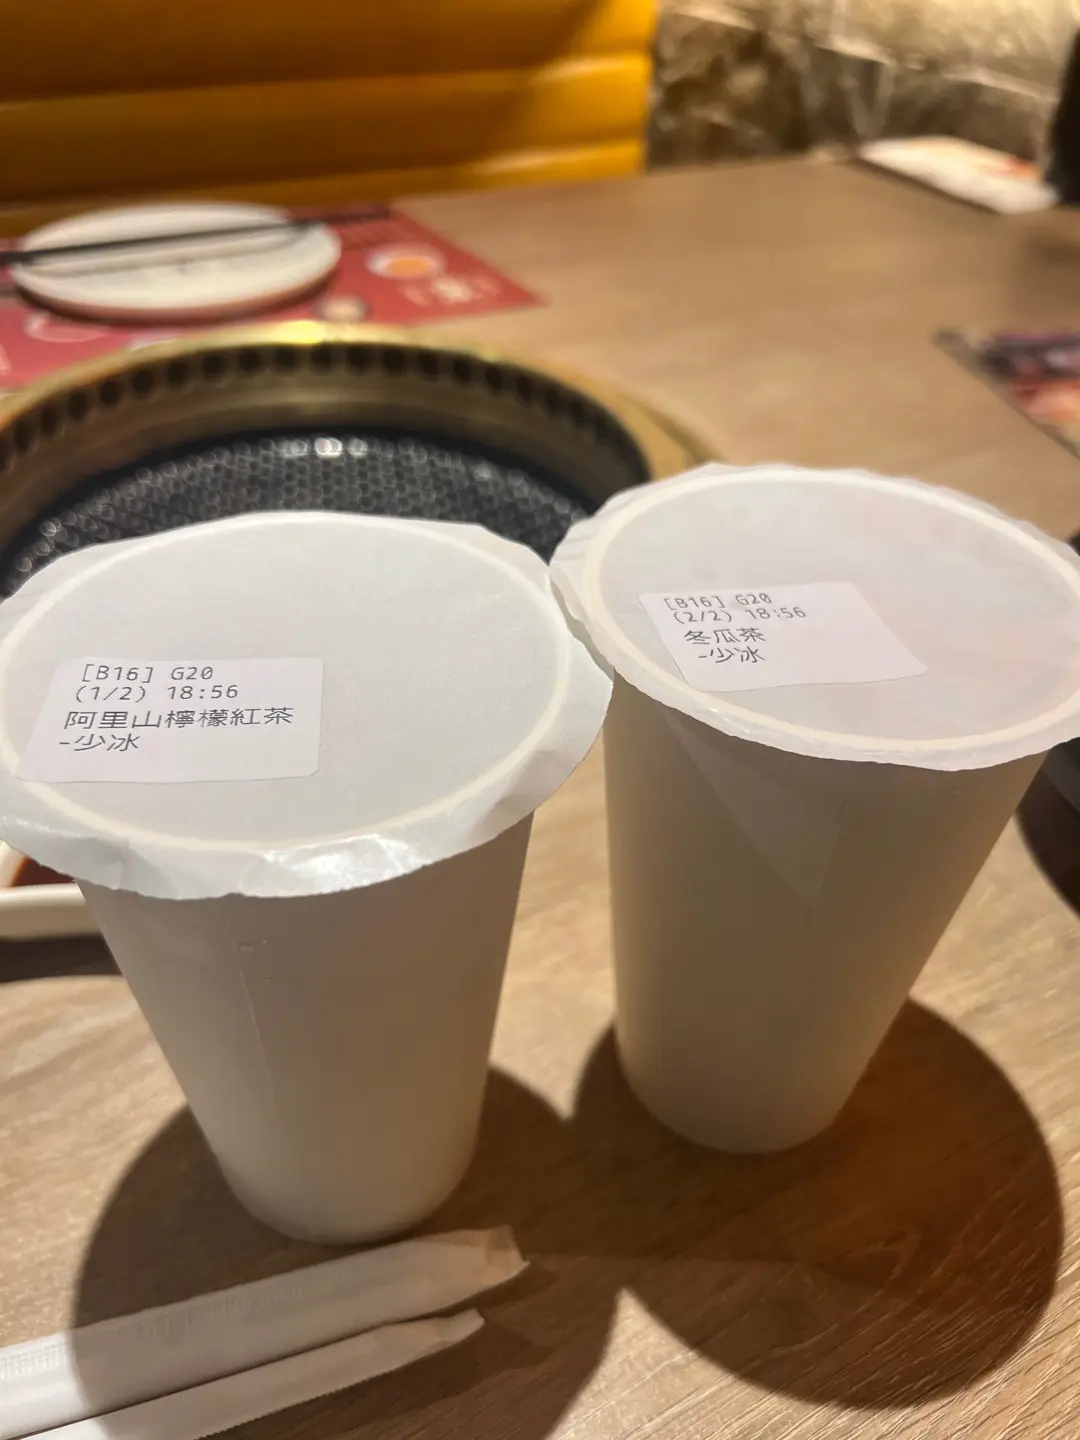 [B16] G20
(1/2) 18:56
阿里山檸檬紅茶
-少冰
[B16] G20
(2/2) 18:56
冬瓜茶
-少冰